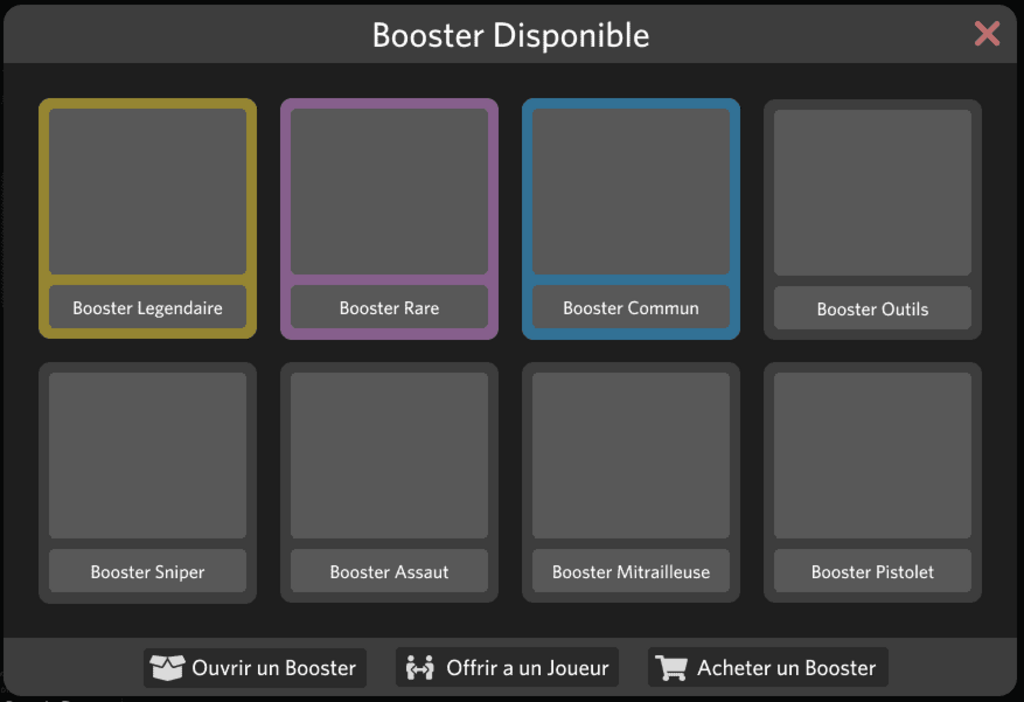 Booster Disponible
Booster Legendaire
Booster Rare
Booster Commun
Booster Outils
Booster Sniper
Booster Assaut
Booster Mitrailleuse
Booster Pistolet
Ouvrir un Booster
Offrir a un Joueur
Acheter un Booster